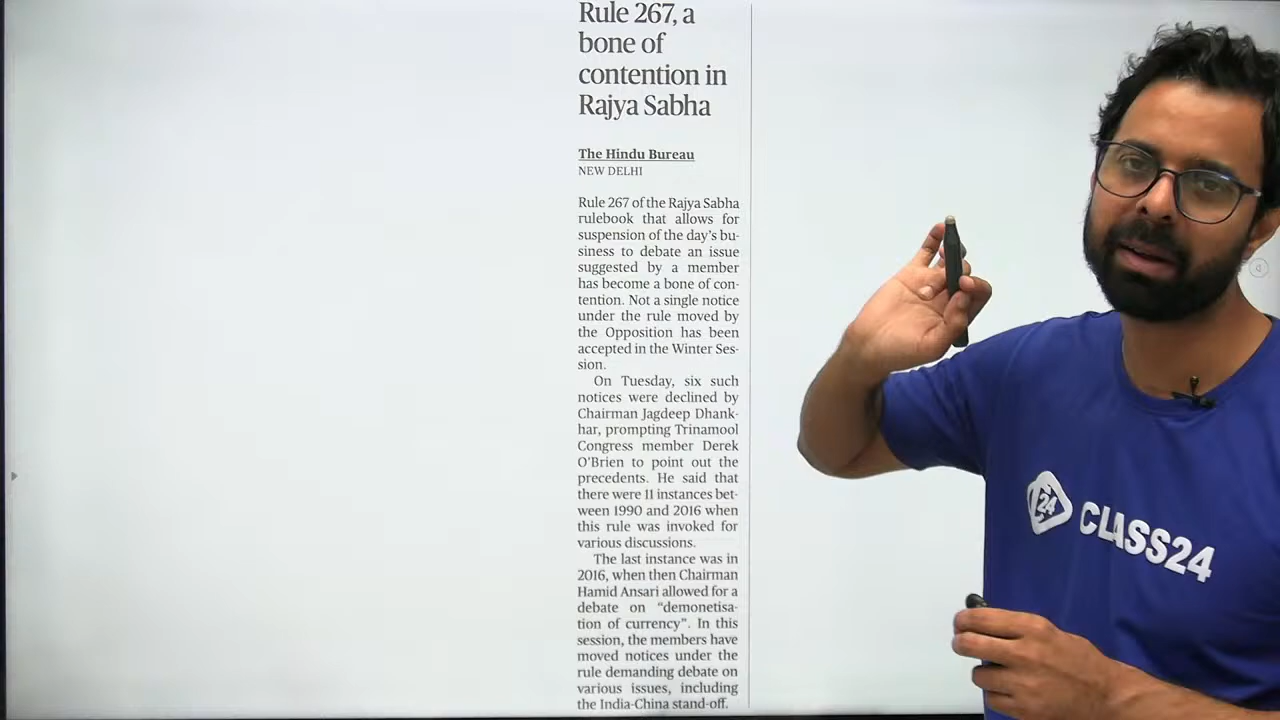 Rule 267, a
bone of
contention in
Rajya Sabha
The Hindu Bureau
NEW DELHI
Rule 267 of the Rajya Sabha
rulebook that allows for
suspension of the day's bu-
siness to debate an issue
suggested by a member
has become a bone of con-
tention. Not a single notice
under the rule moved by
the Opposition has been
accepted in the Winter Ses-
sion.
On Tuesday, six such
notices were declined by
Chairman Jagdeep Dhank-
har, prompting Trinamool
Congress member Derek
O'Brien to point out the
precedents. He said that
there were 11 instances bet-
ween 1990 and 2016 when
this rule was invoked for
various discussions.
The last instance was in
2016, when then Chairman
Hamid Ansari allowed for a
debate on “demonetisa-
tion of currency”. In this
session, the members have
moved notices under the
rule demanding debate on
various issues, including
the India-China stand-off.
24 CLASS24